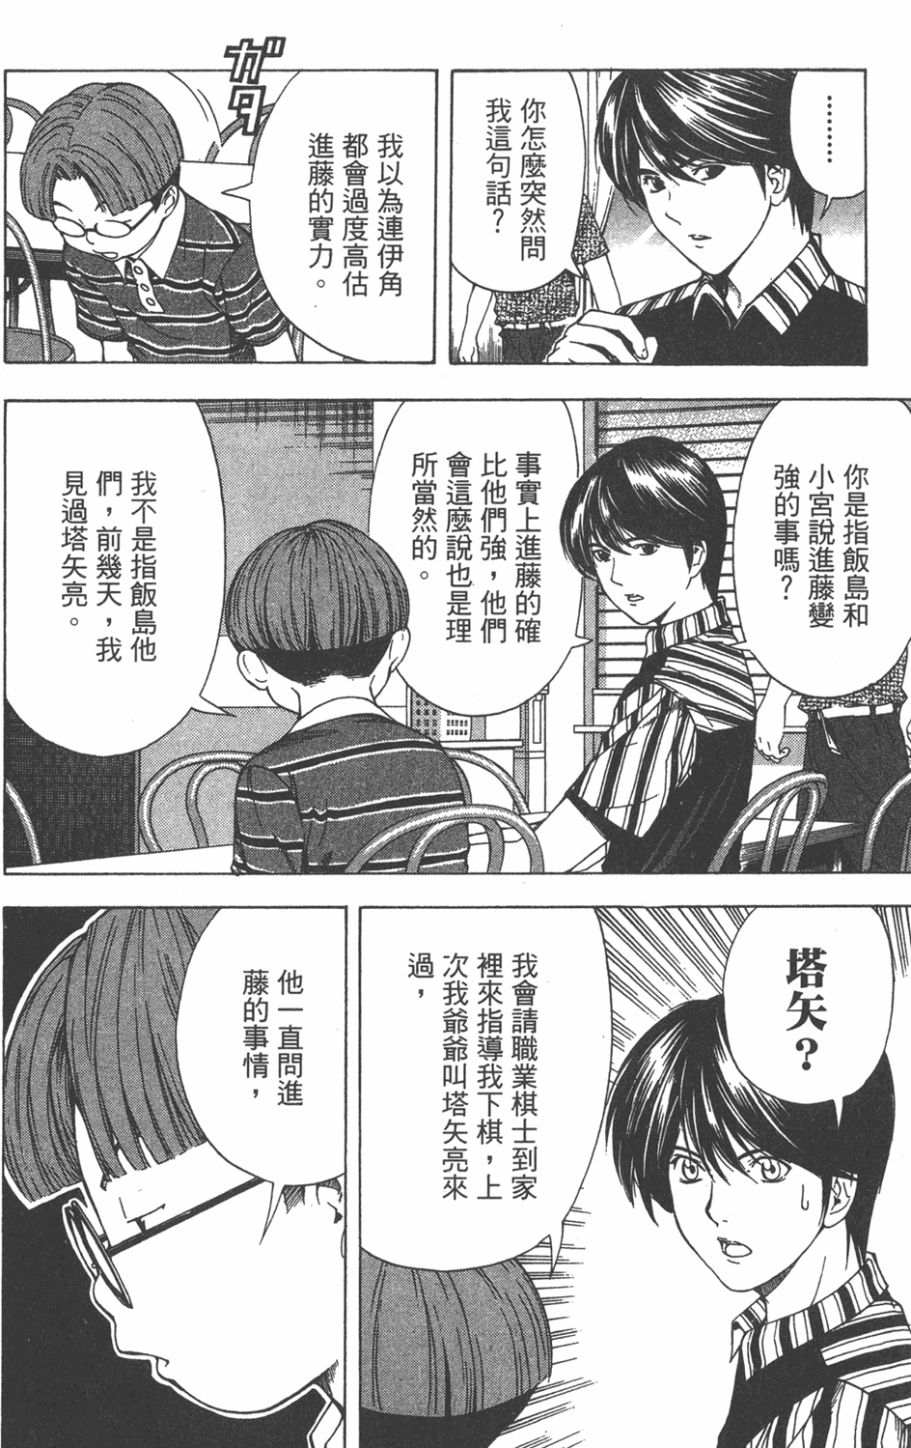 ………
你怎麼突然問
我這句話？
ガタ
我以為連伊角
都會過度高估
進藤的實力。
你是指飯島和
小宮說進藤變
強的事嗎？
事實上進藤的確
比他們強，他們
會這麼說也是理
所當然的。
我不是指飯島他
們，前幾天，我
見過塔矢亮。
塔矢？
我會請職業棋士到家
裡來指導我下棋，上
次我爺爺叫塔矢亮來
過，
他一直問進
藤的事情，